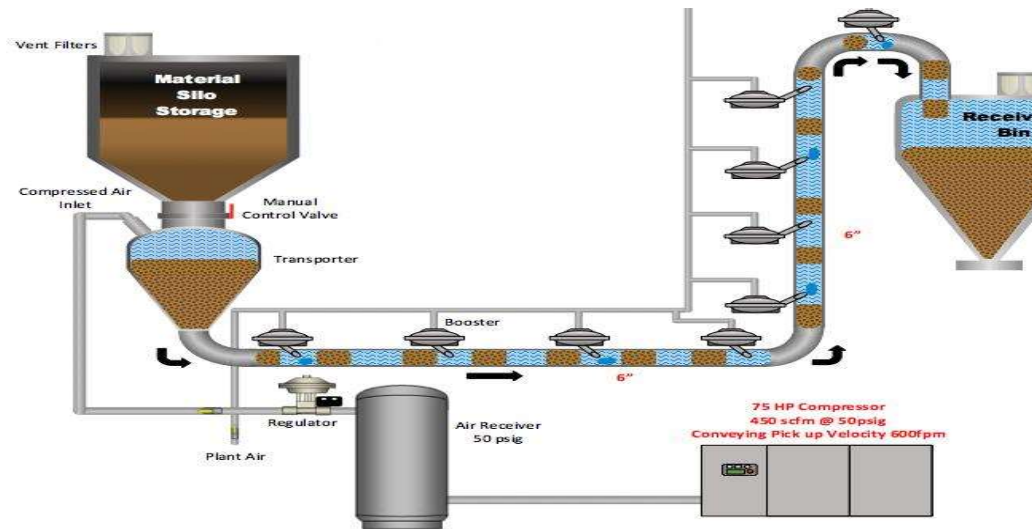 Vent Filters
Material
Silo
Storage
Compressed Air
Inlet
Manual
Control Valve
Transporter
Booster
6”
6”
Bin
Regulator
Plant Air
Air Receiver
50 psig
75 HP Compressor
450 scfm @ 50psig
Conveying Pick up Velocity 600fpm